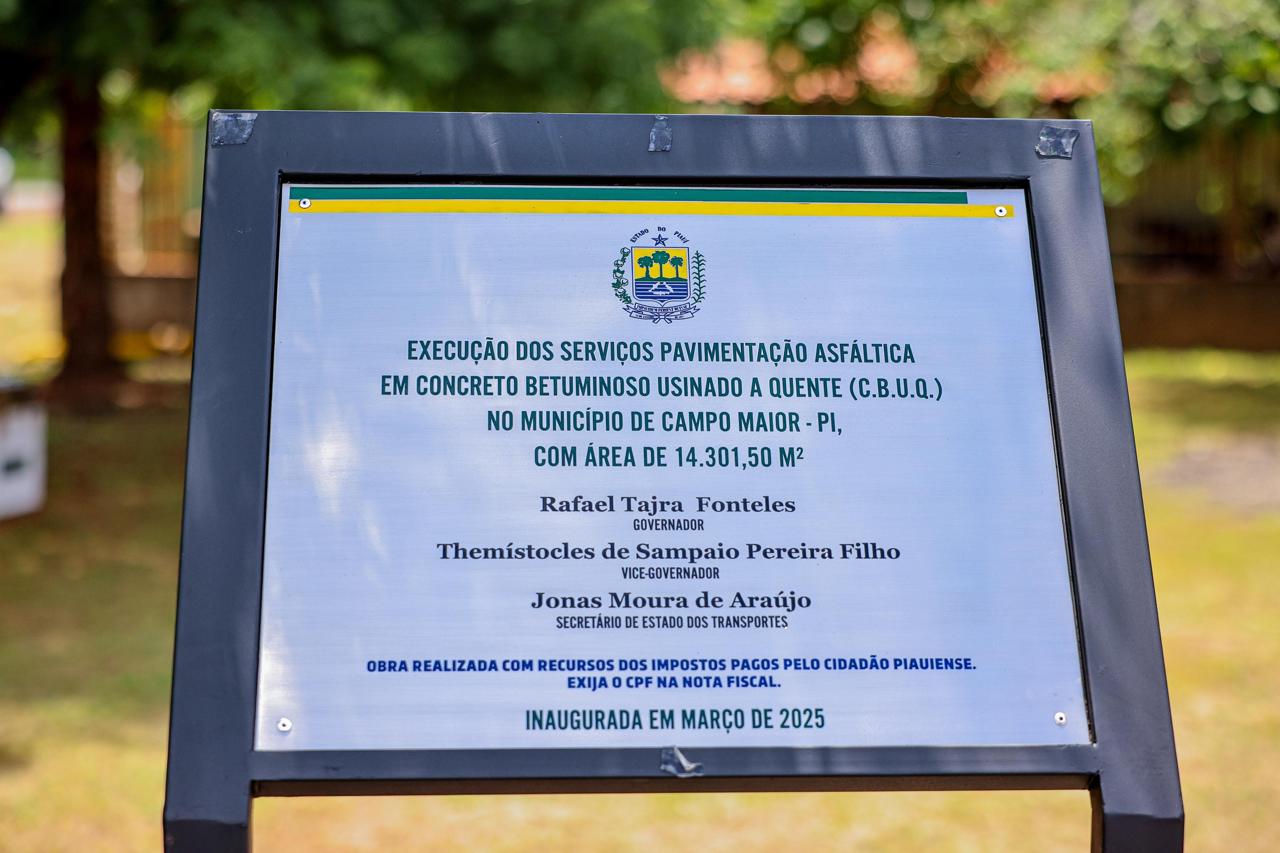 ESTADO DO PIAUÍ
EXECUÇÃO DOS SERVIÇOS PAVIMENTAÇÃO ASFÁLTICA
EM CONCRETO BETUMINOSO USINADO A QUENTE (C.B.U.Q.)
NO MUNICÍPIO DE CAMPO MAIOR - PI,
COM ÁREA DE 14.301,50 M²
Rafael Tajra Fonteles
GOVERNADOR
Themístocles de Sampaio Pereira Filho
VICE-GOVERNADOR
Jonas Moura de Araújo
SECRETÁRIO DE ESTADO DOS TRANSPORTES
OBRA REALIZADA COM RECURSOS DOS IMPOSTOS PAGOS PELO CIDADÃO PIAUIENSE.
EXIJA O CPF NA NOTA FISCAL.
INAUGURADA EM MARÇO DE 2025